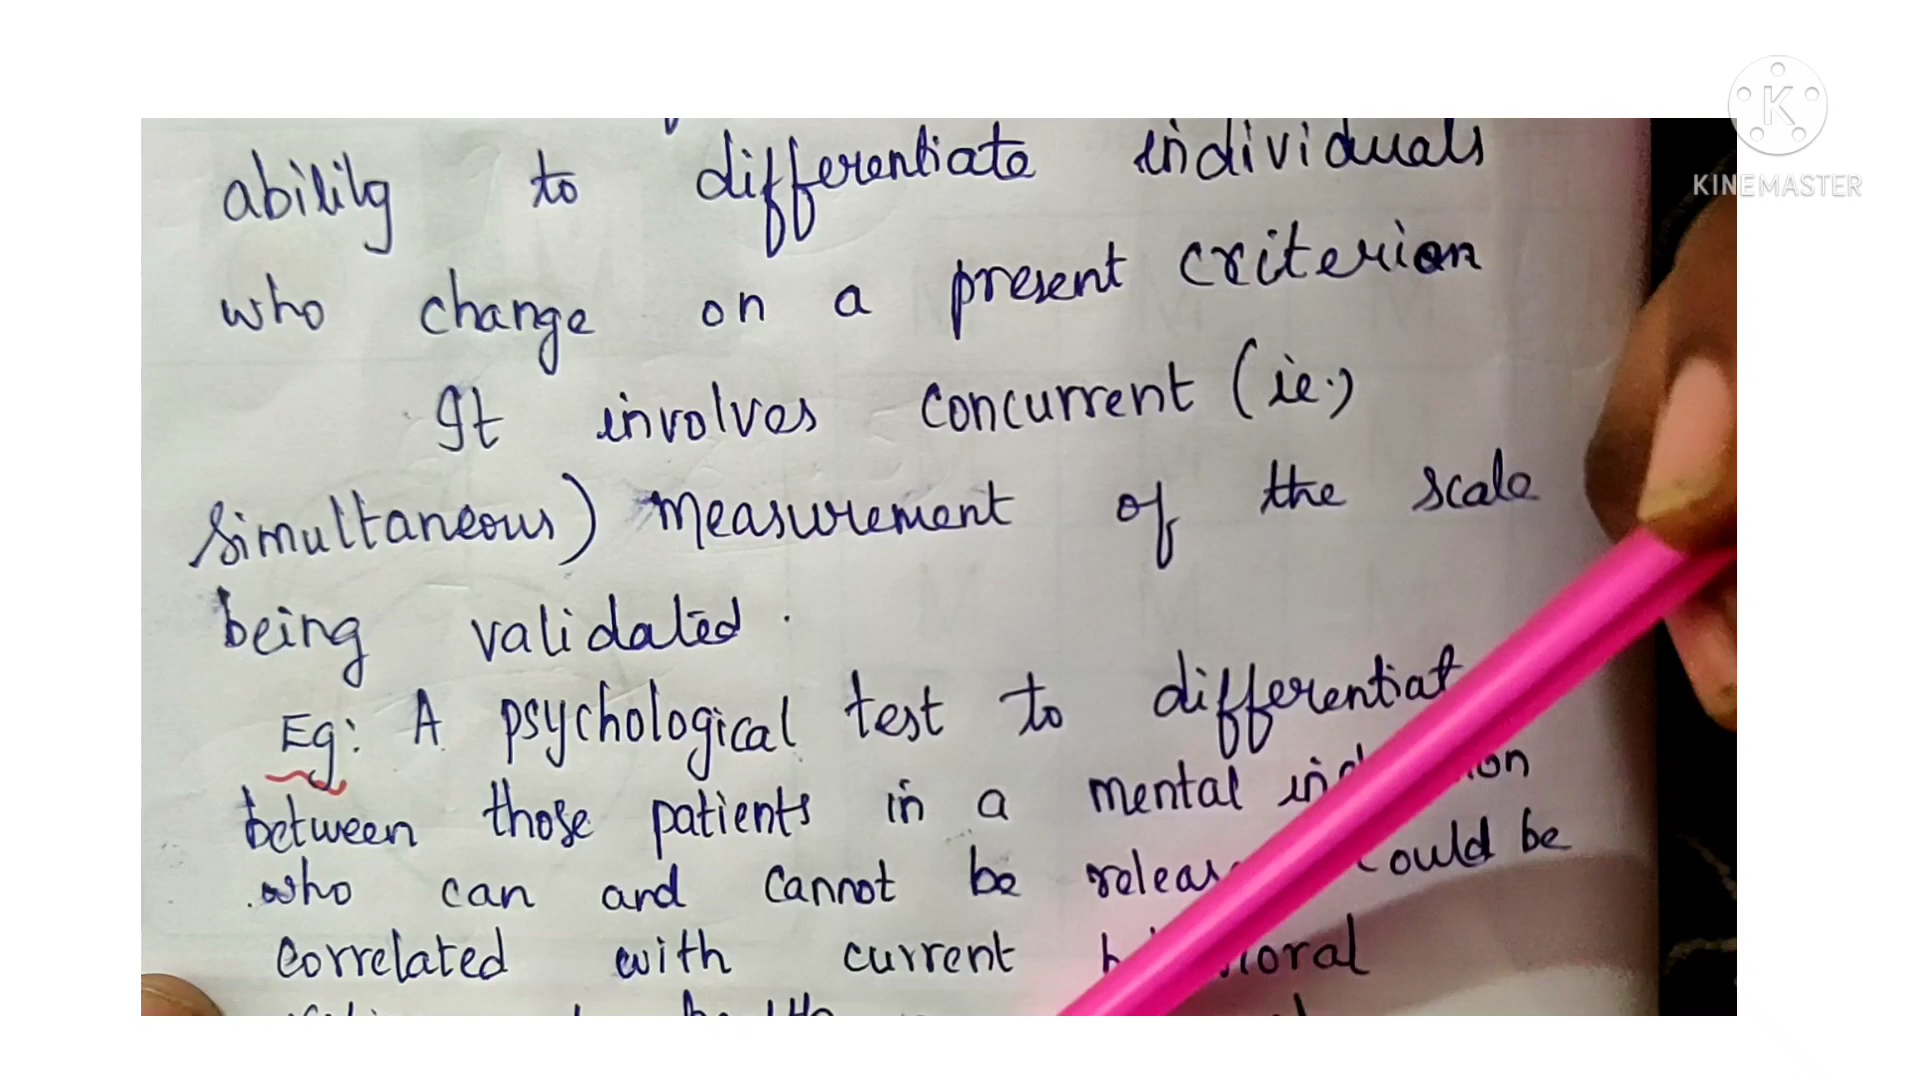 ability to differentiate individuals
who change on a present criterion
It involves concurrent (ie.,
simultaneous) measurement of the scale
being validated.
Eg: A psychological test to differentiat
between those patients in a mental
who can and cannot be could be
correlated with current
KINEMASTER